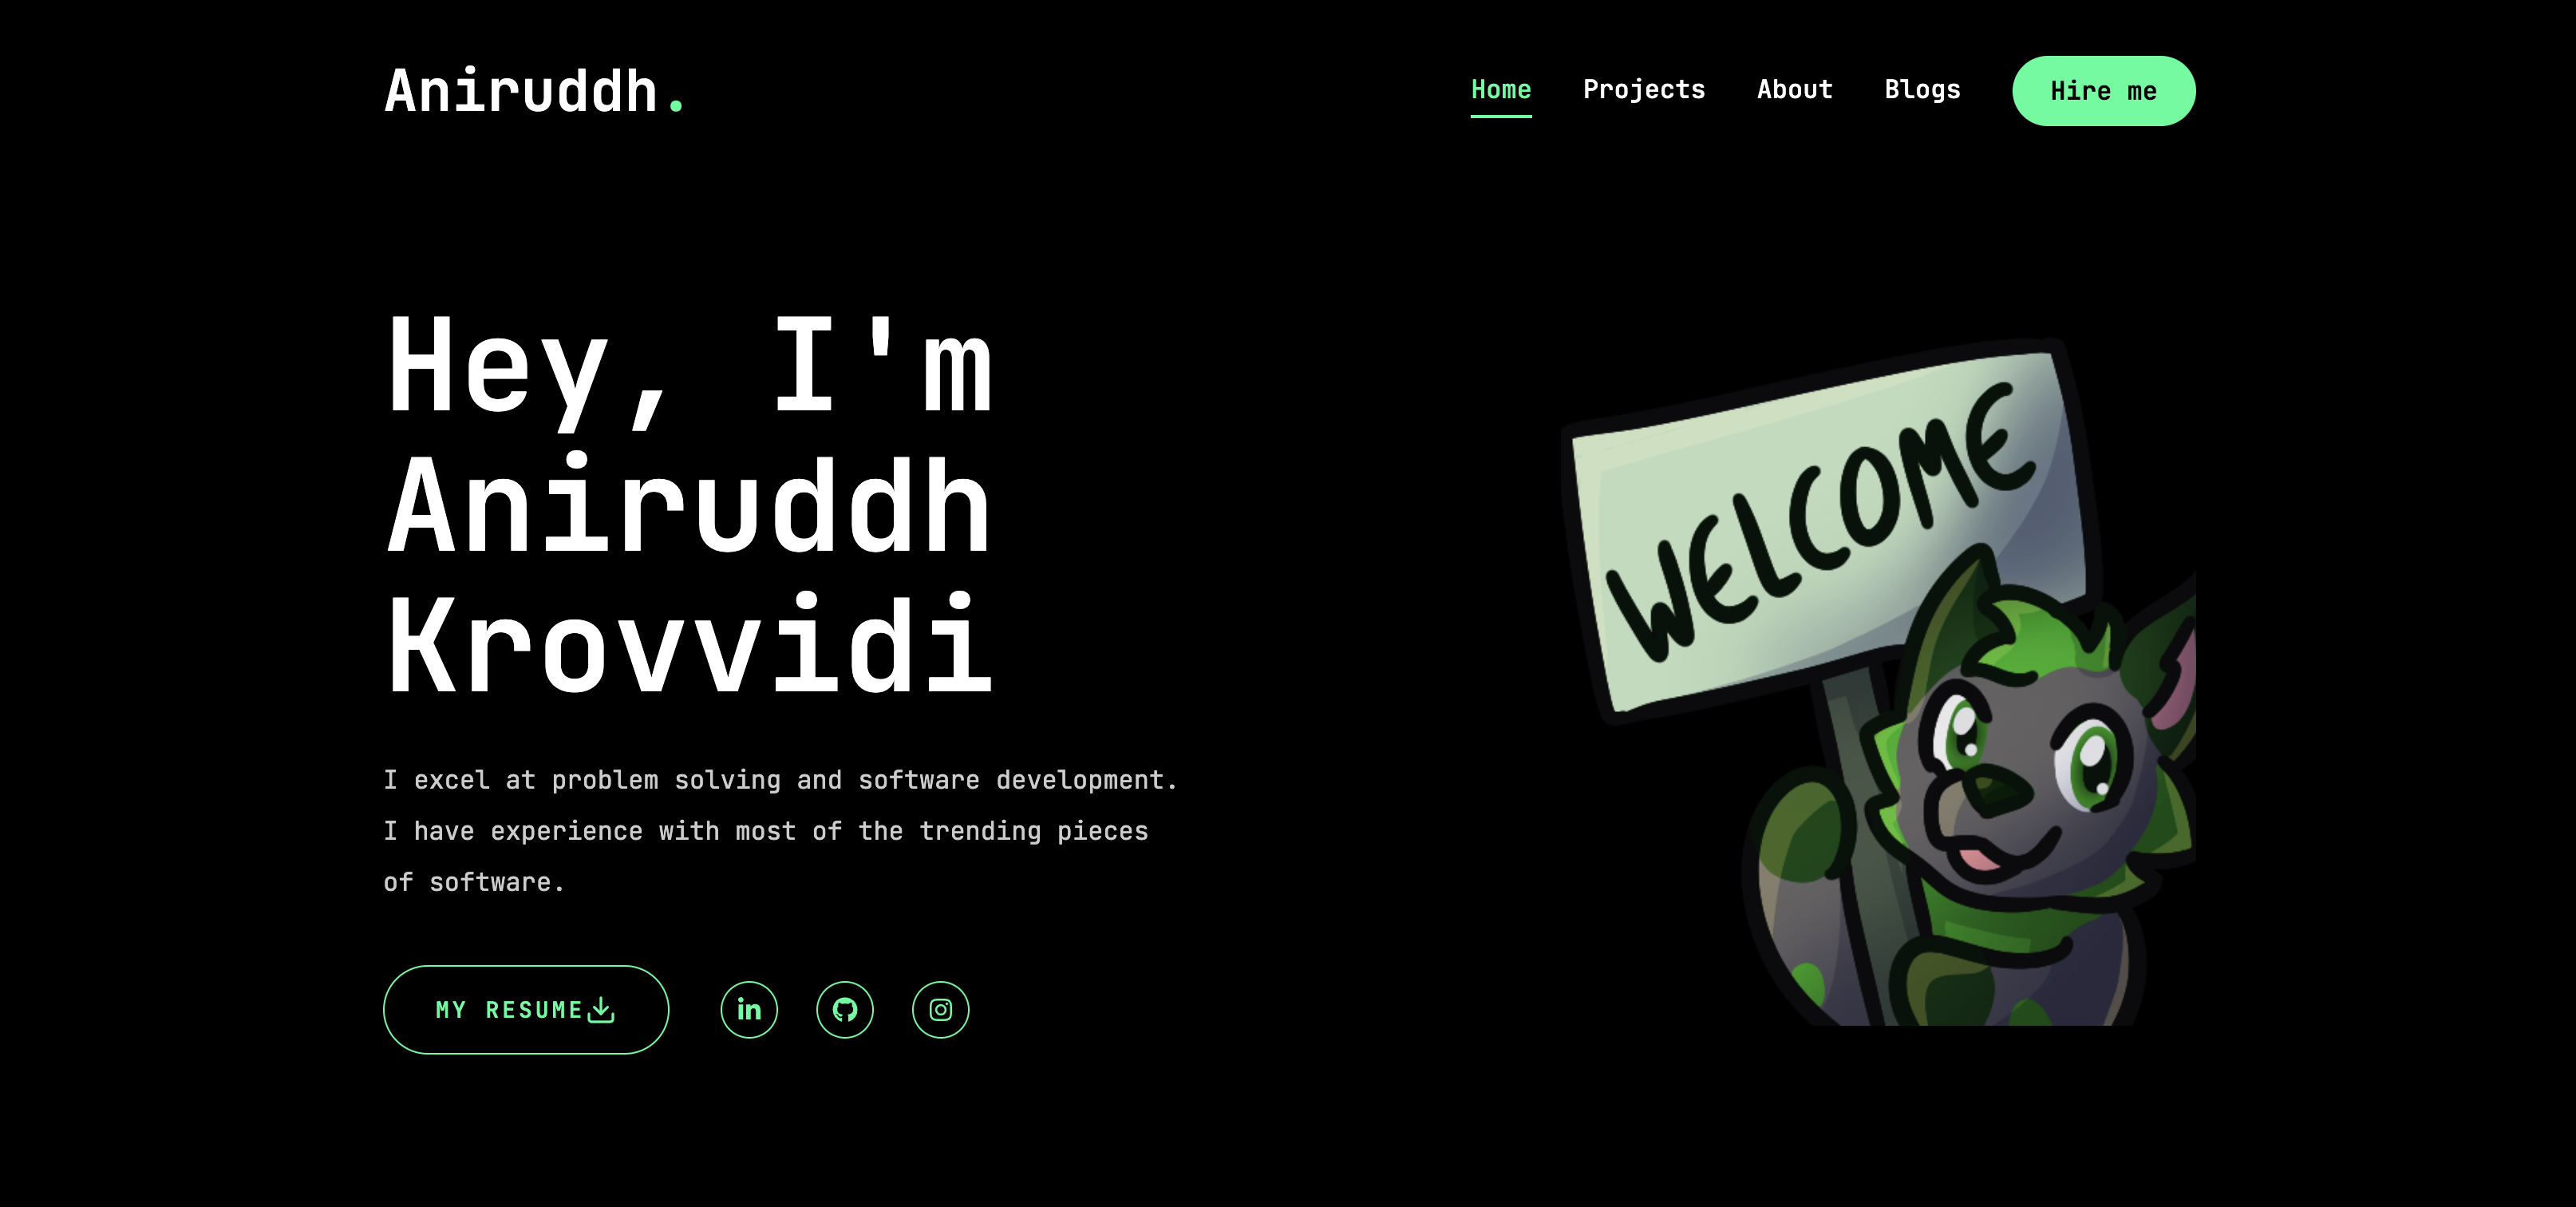 Aniruddh.
Home Projects About Blogs Hire me
Hey, I'm
Aniruddh
Krovvidi
WELCOME
I excel at problem solving and software development.
I have experience with most of the trending pieces
of software.
MY RESUME
in